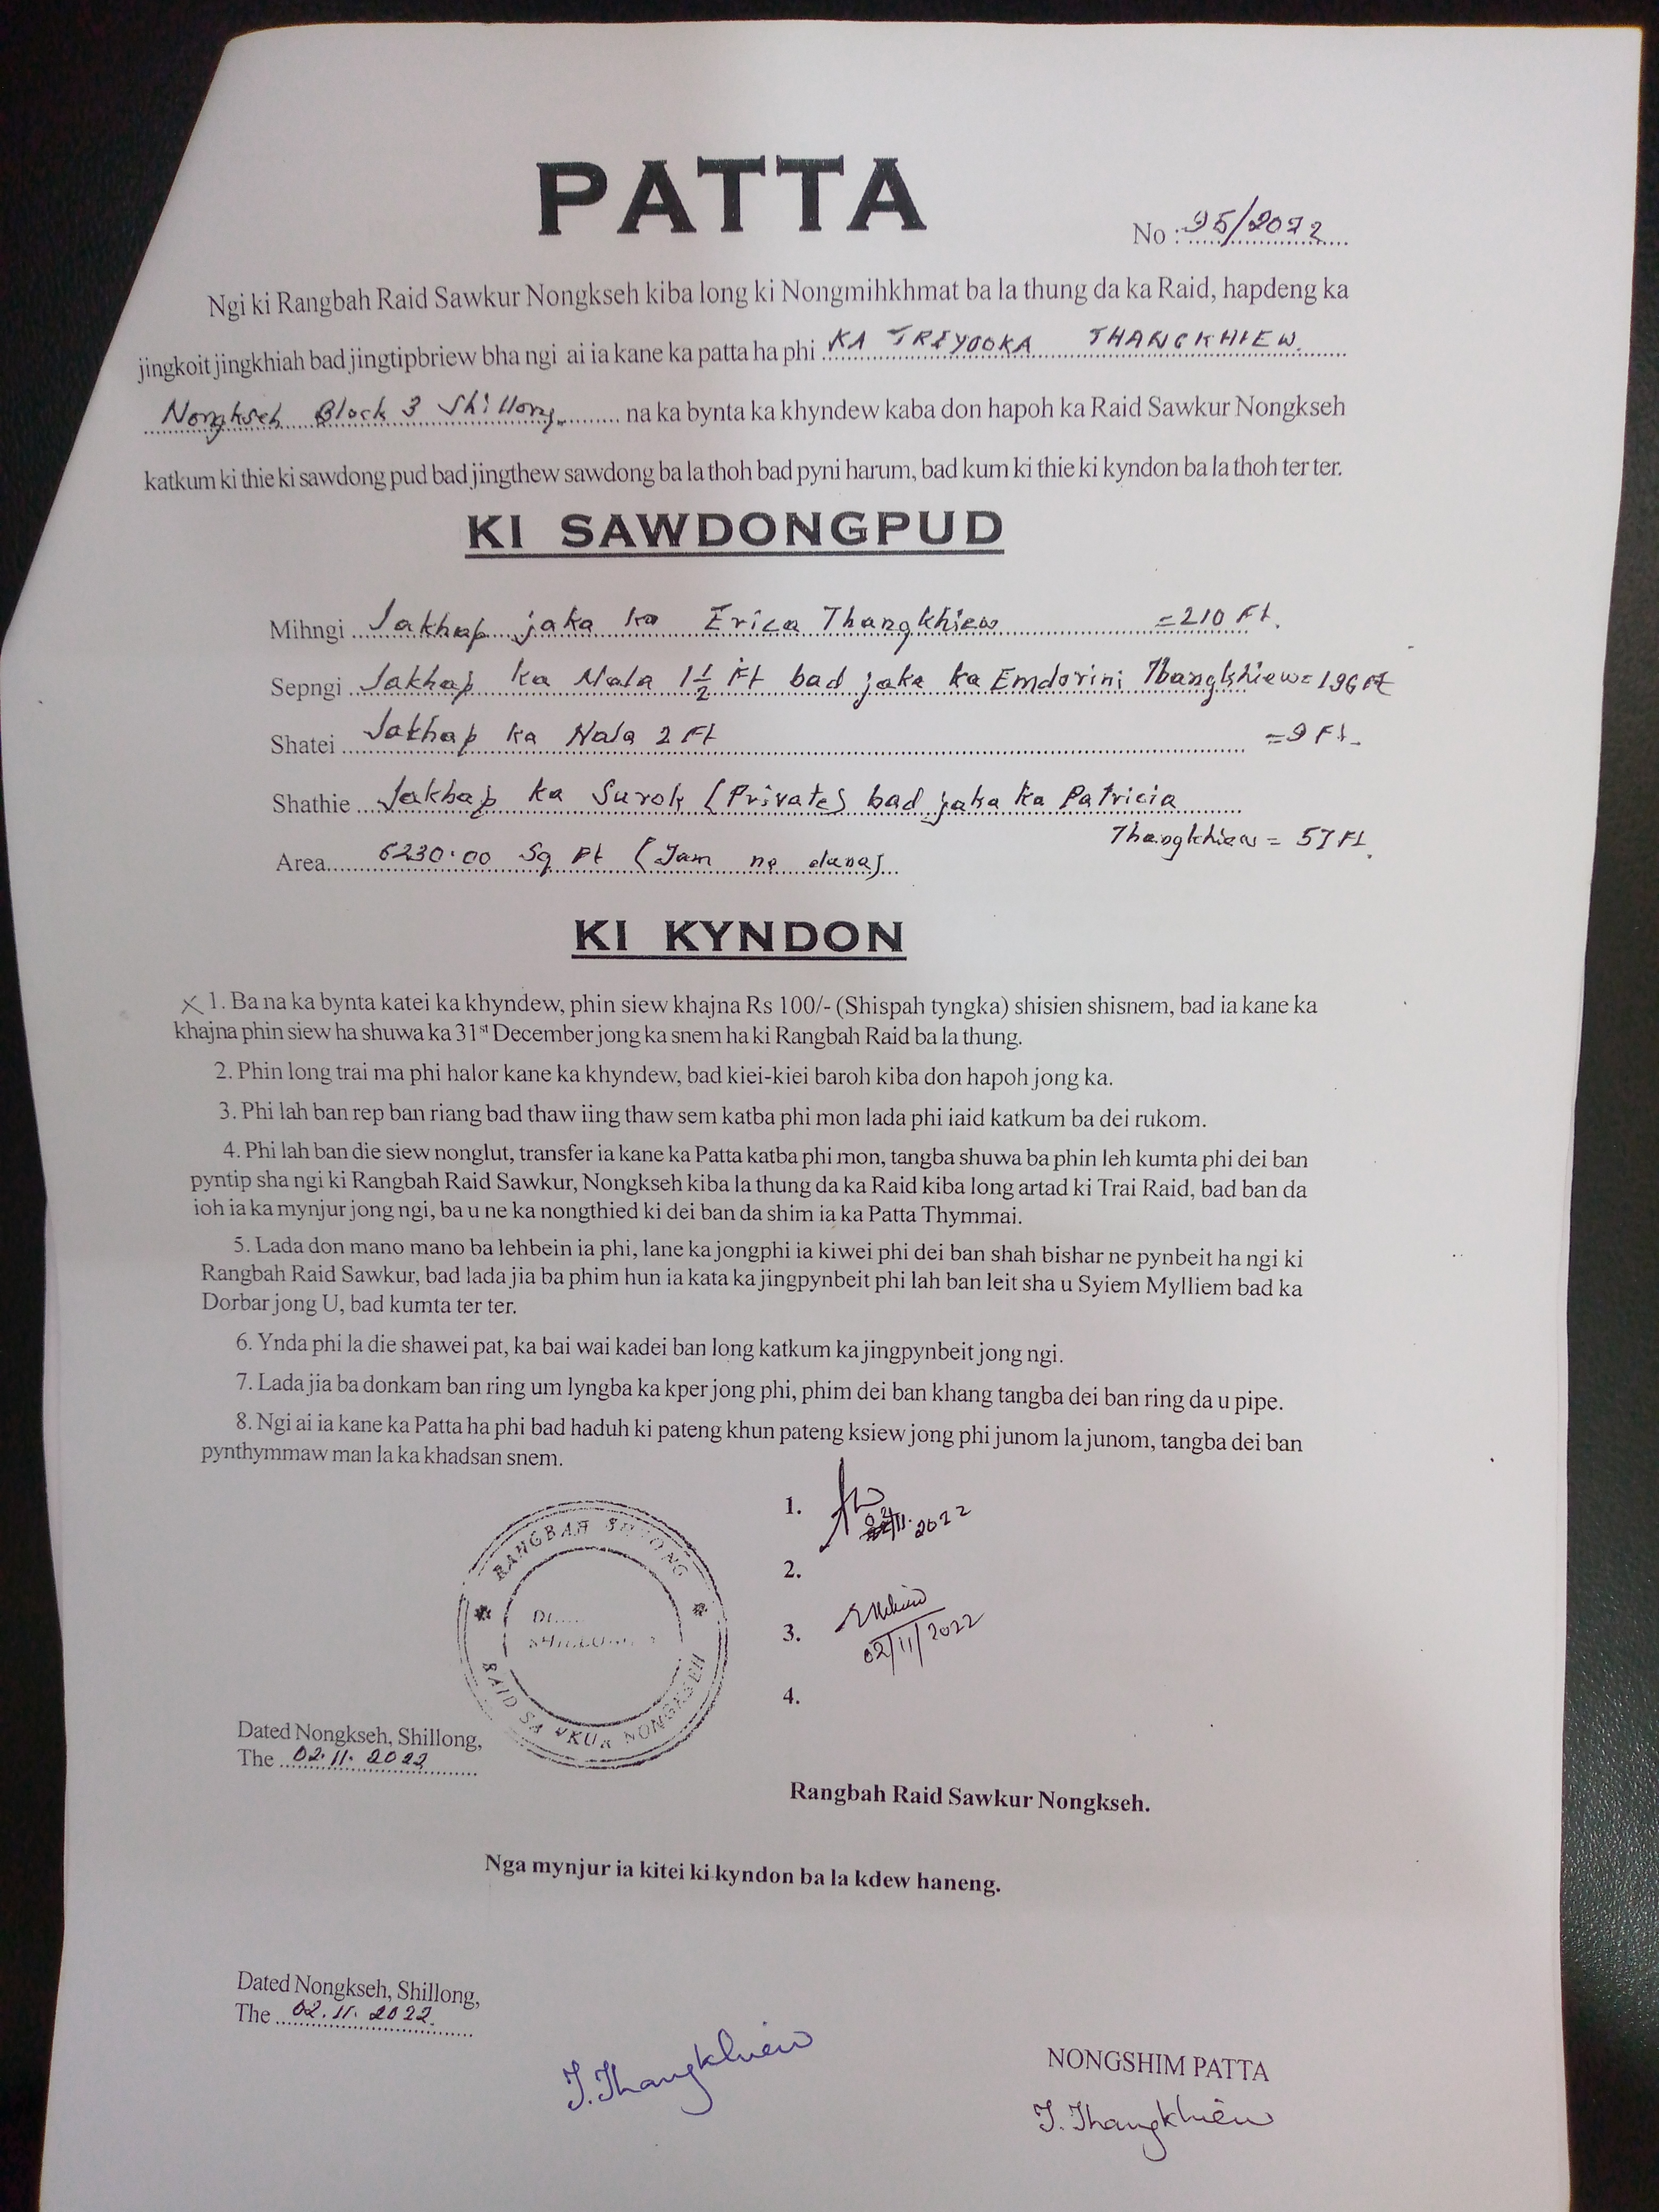 PATTA
No : 95/2022
Ngi ki Rangbah Raid Sawkur Nongkseh kiba long ki Nongmihkhmat ba la thung da ka Raid, hapdeng ka
jingkoit jingkhiah bad jingtipbriew bha ngi ai ia kane ka patta ha phi KA TRIYOOKA THANGKHIEW
Nongkseh Block 3 Shillong na ka bynta ka khyndew kaba don hapoh ka Raid Sawkur Nongkseh
katkum ki thie ki sawdong pud bad jingthew sawdong ba la thoh bad pyni harum, bad kum ki thie ki kyndon ba la thoh ter ter.
KI SAWDONGPUD
Mihngi Jakhap jaka ka Erica Thangkhiew =210 Ft.
Sepngi Jakhap ka Nala 1 1/2 Ft bad jaka ka Emdorini Thangkhiew=196 Ft
Shatei Jakhap ka Nala 2 Ft =9 Ft.
Shathie Jakhap ka Surok (Private) bad jaka ka Patricia
Thangkhiew = 57 Ft.
Area 6230.00 Sq Ft (Jam ne duna)
KI KYNDON
x 1. Ba na ka bynta katei ka khyndew, phin siew khajna Rs 100/- (Shispah tyngka) shisien shisnem, bad ia kane ka
khajna phin siew ha shuwa ka 31st December jong ka snem ha ki Rangbah Raid ba la thung.
2. Phin long trai ma phi halor kane ka khyndew, bad kiei-kiei baroh kiba don hapoh jong ka.
3. Phi lah ban rep ban riang bad thaw iing thaw sem katba phi mon lada phi iaid katkum ba dei rukom.
4. Phi lah ban die siew nonglut, transfer ia kane ka Patta katba phi mon, tangba shuwa ba phin leh kumta phi dei ban
pyntip sha ngi ki Rangbah Raid Sawkur, Nongkseh kiba la thung da ka Raid kiba long artad ki Trai Raid, bad ban da
ioh ia ka mynjur jong ngi, ba u ne ka nongthied ki dei ban da shim ia ka Patta Thymmai.
5. Lada don mano mano ba lehbein ia phi, lane ka jongphi ia kiwei phi dei ban shah bishar ne pynbeit ha ngi ki
Rangbah Raid Sawkur, bad lada jia ba phim hun ia kata ka jingpynbeit phi lah ban leit sha u Syiem Mylliem bad ka
Dorbar jong U, bad kumta ter ter.
6. Ynda phi la die shawei pat, ka bai wai kadei ban long katkum ka jingpynbeit jong ngi.
7. Lada jia ba donkam ban ring um lyngba ka kper jong phi, phim dei ban khang tangba dei ban ring da u pipe.
8. Ngi ai ia kane ka Patta ha phi bad haduh ki pateng khun pateng ksiew jong phi junom la junom, tangba dei ban
pynthymmaw man la ka khadsan snem.
1. 02.11.2022
2.
3. 02/11/2022
4.
RANGBAH
RAID SAWKUR NONGKSEH
Dated Nongkseh, Shillong,
The 02.11.2022
Rangbah Raid Sawkur Nongkseh.
Nga mynjur ia kitei ki kyndon ba la kdew haneng.
Dated Nongkseh, Shillong,
The 02.11.2022.
T. Thangkhiew
NONGSHIM PATTA
T. Thangkhiew